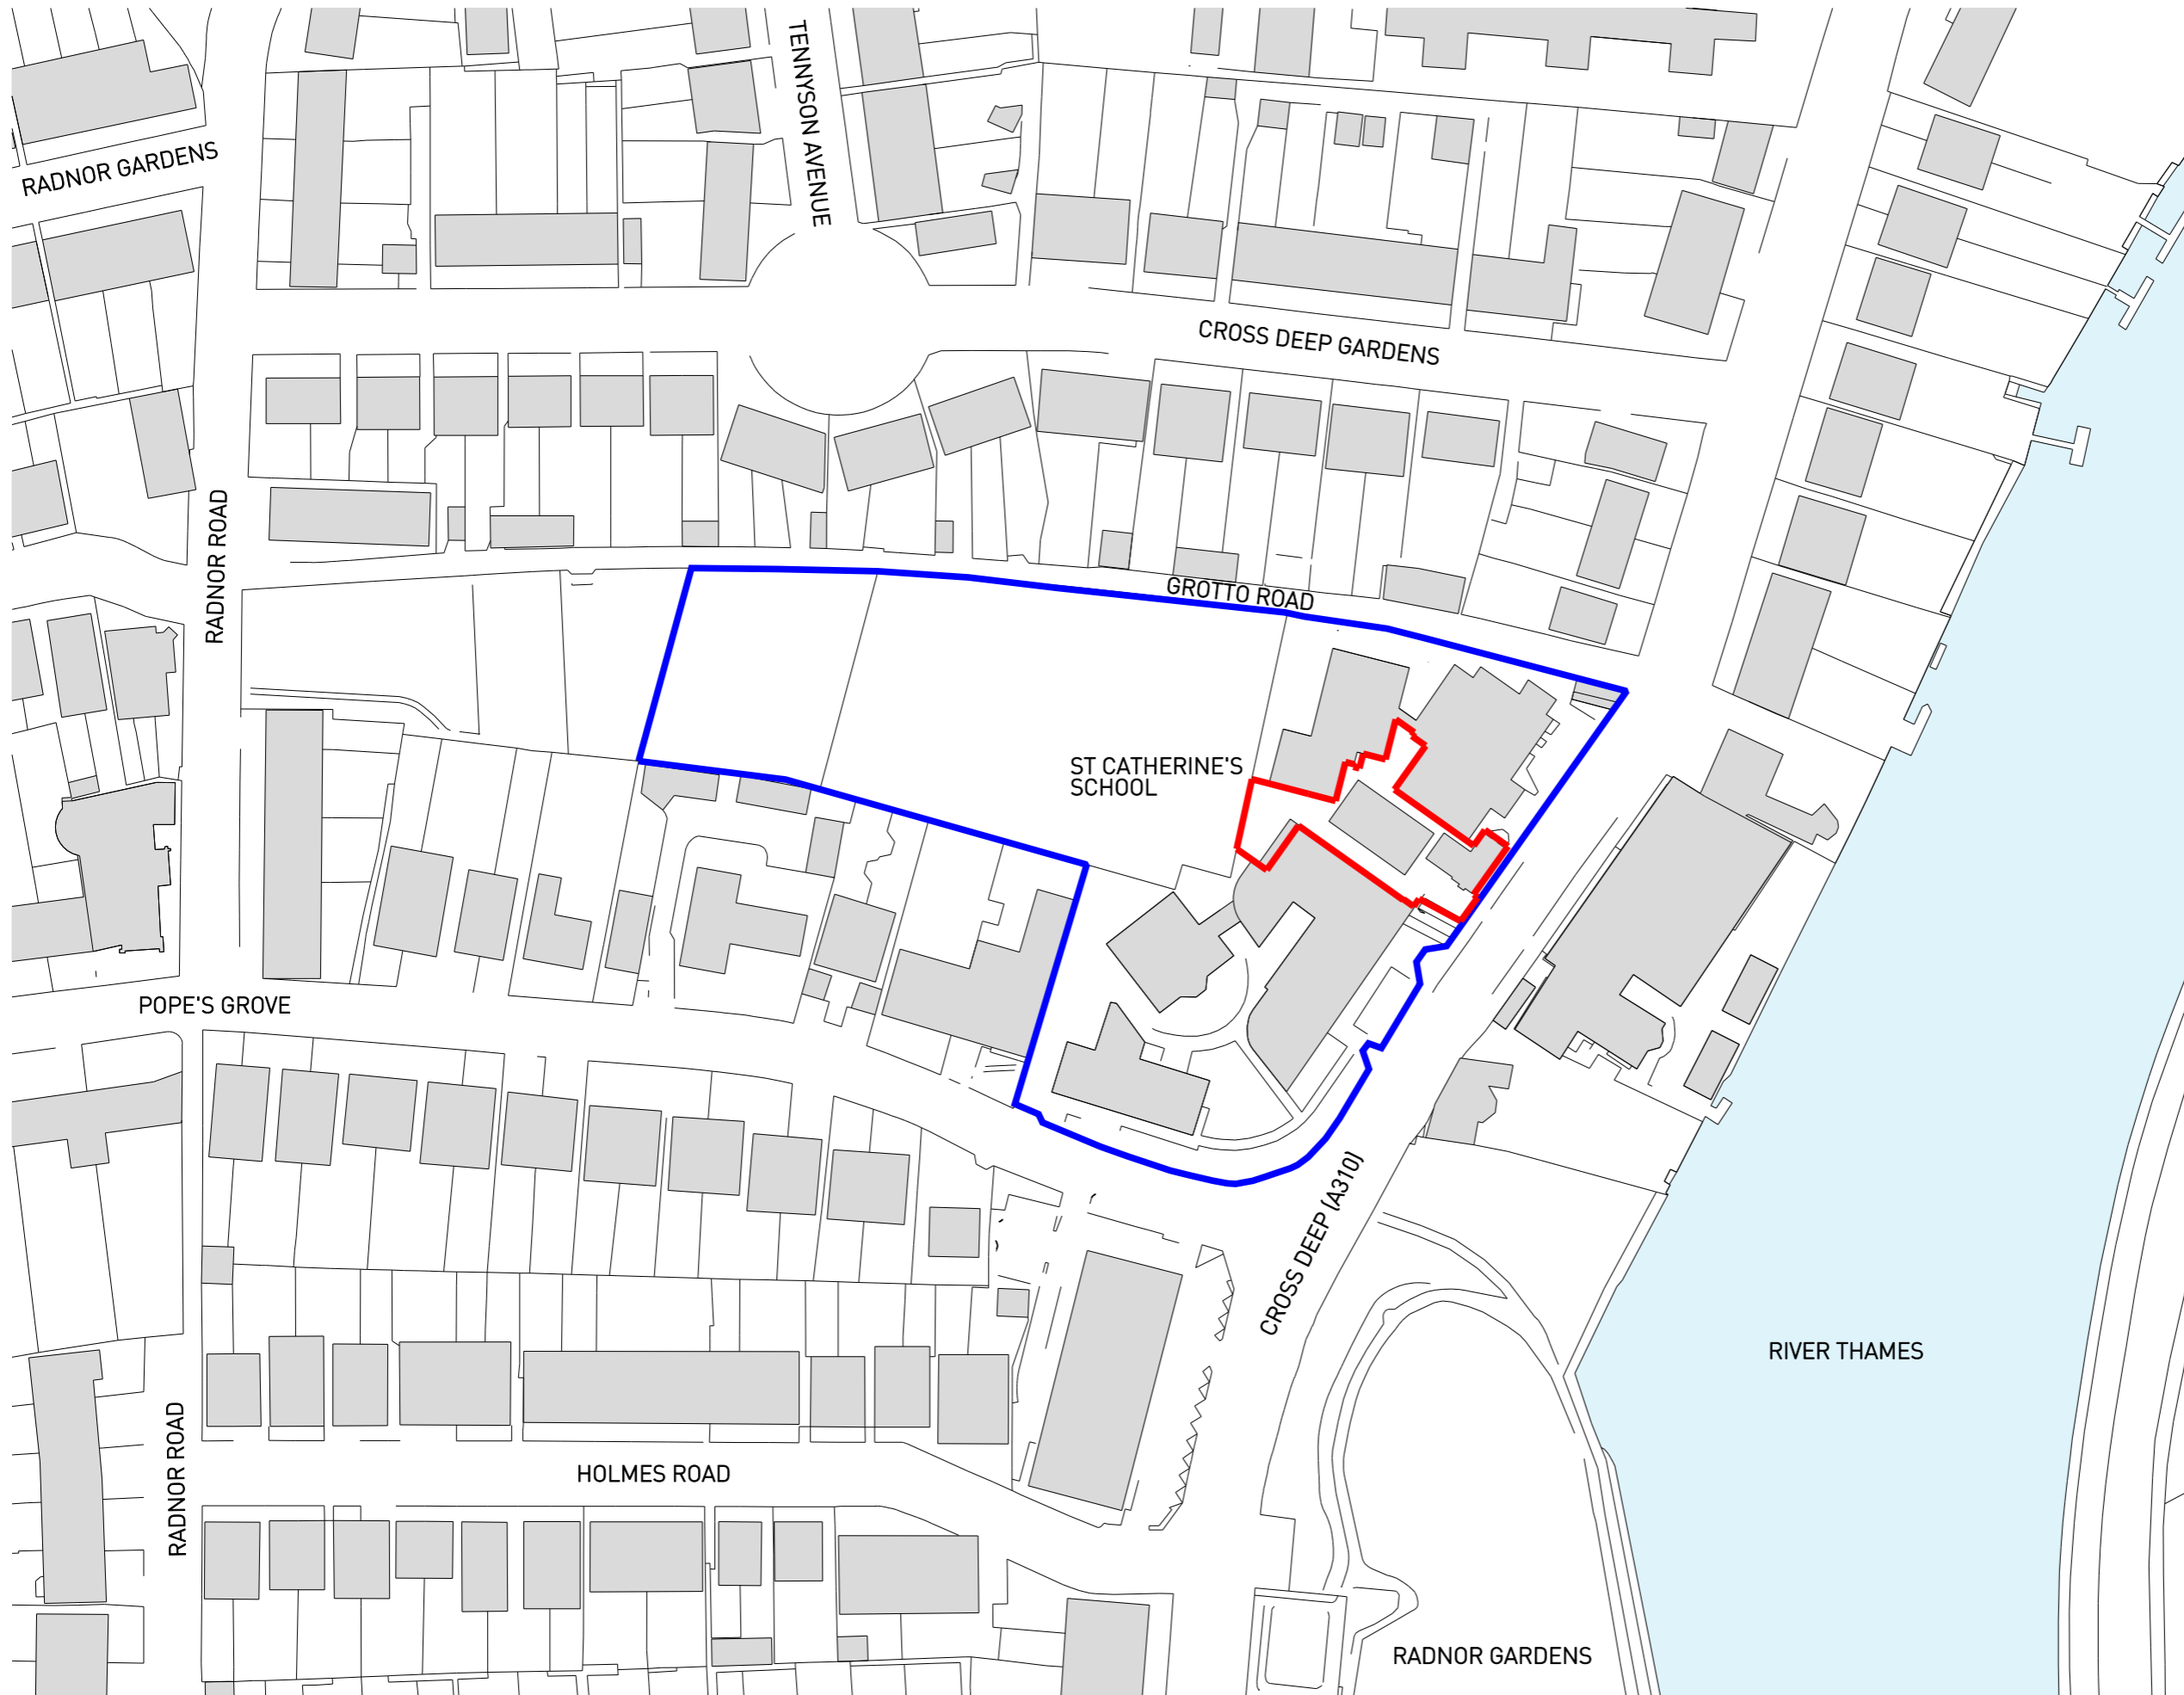 TENNYSON AVENUE
RADNOR GARDENS
CROSS DEEP GARDENS
RADNOR ROAD
GROTTO ROAD
ST CATHERINE'S
SCHOOL
POPE'S GROVE
CROSS DEEP (A310)
RIVER THAMES
RADNOR ROAD
HOLMES ROAD
RADNOR GARDENS